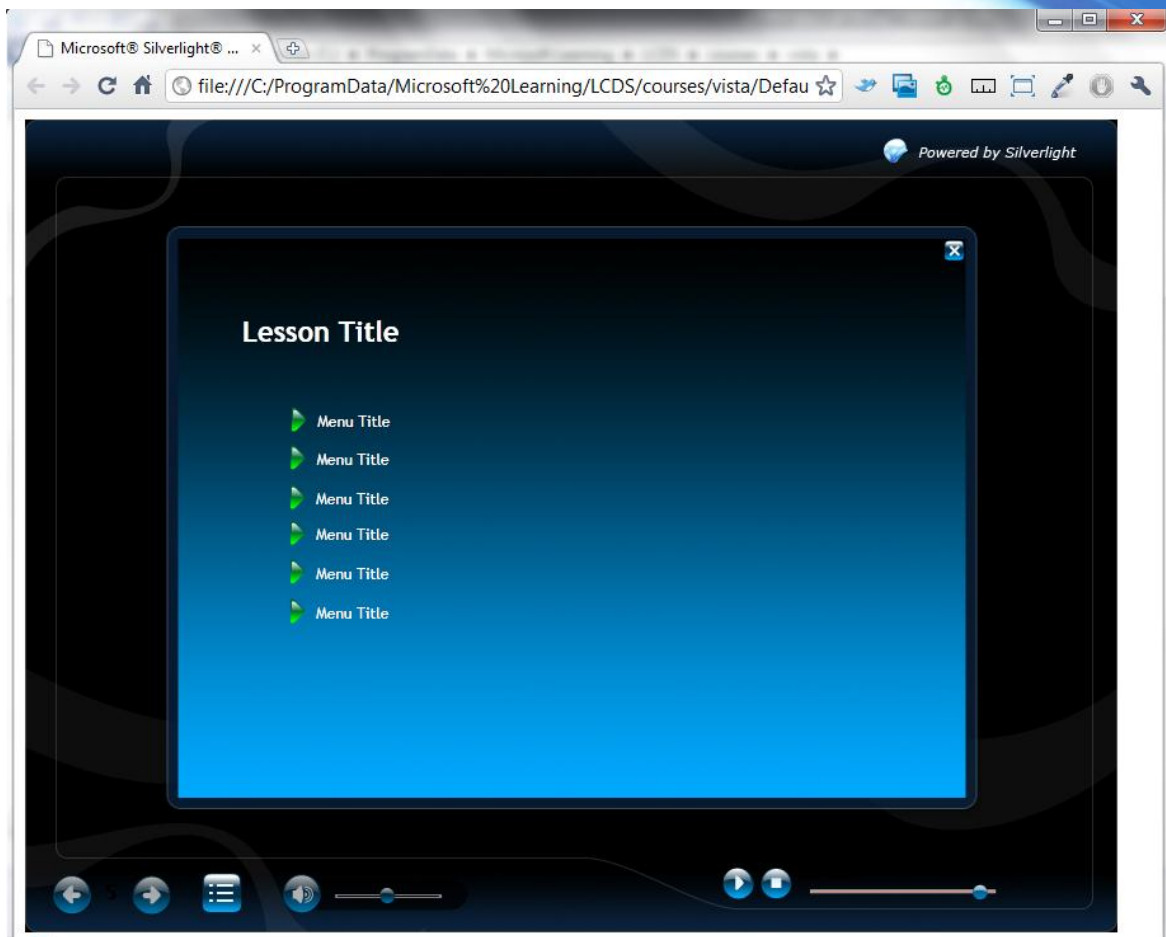 Microsoft® Silverlight® ...
file:///C:/ProgramData/Microsoft%20Learning/LCDS/courses/vista/Defau
Powered by Silverlight
Lesson Title
Menu Title
Menu Title
Menu Title
Menu Title
Menu Title
Menu Title
5